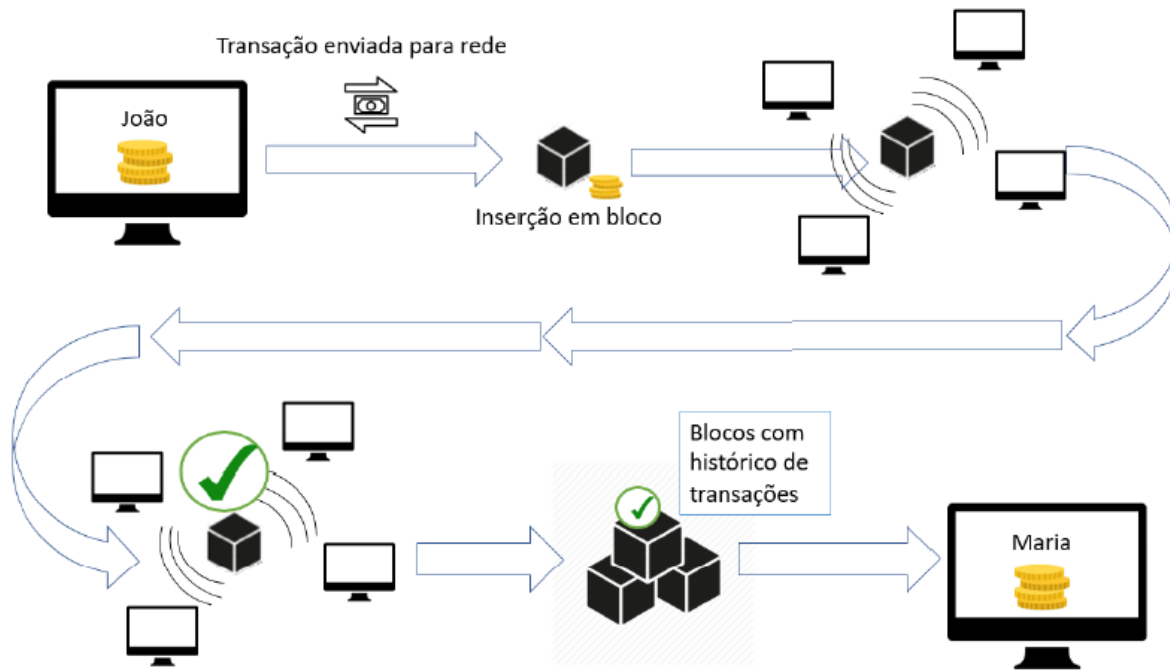 Transação enviada para rede
João
Inserção em bloco
Blocos com
histórico de
transações
Maria